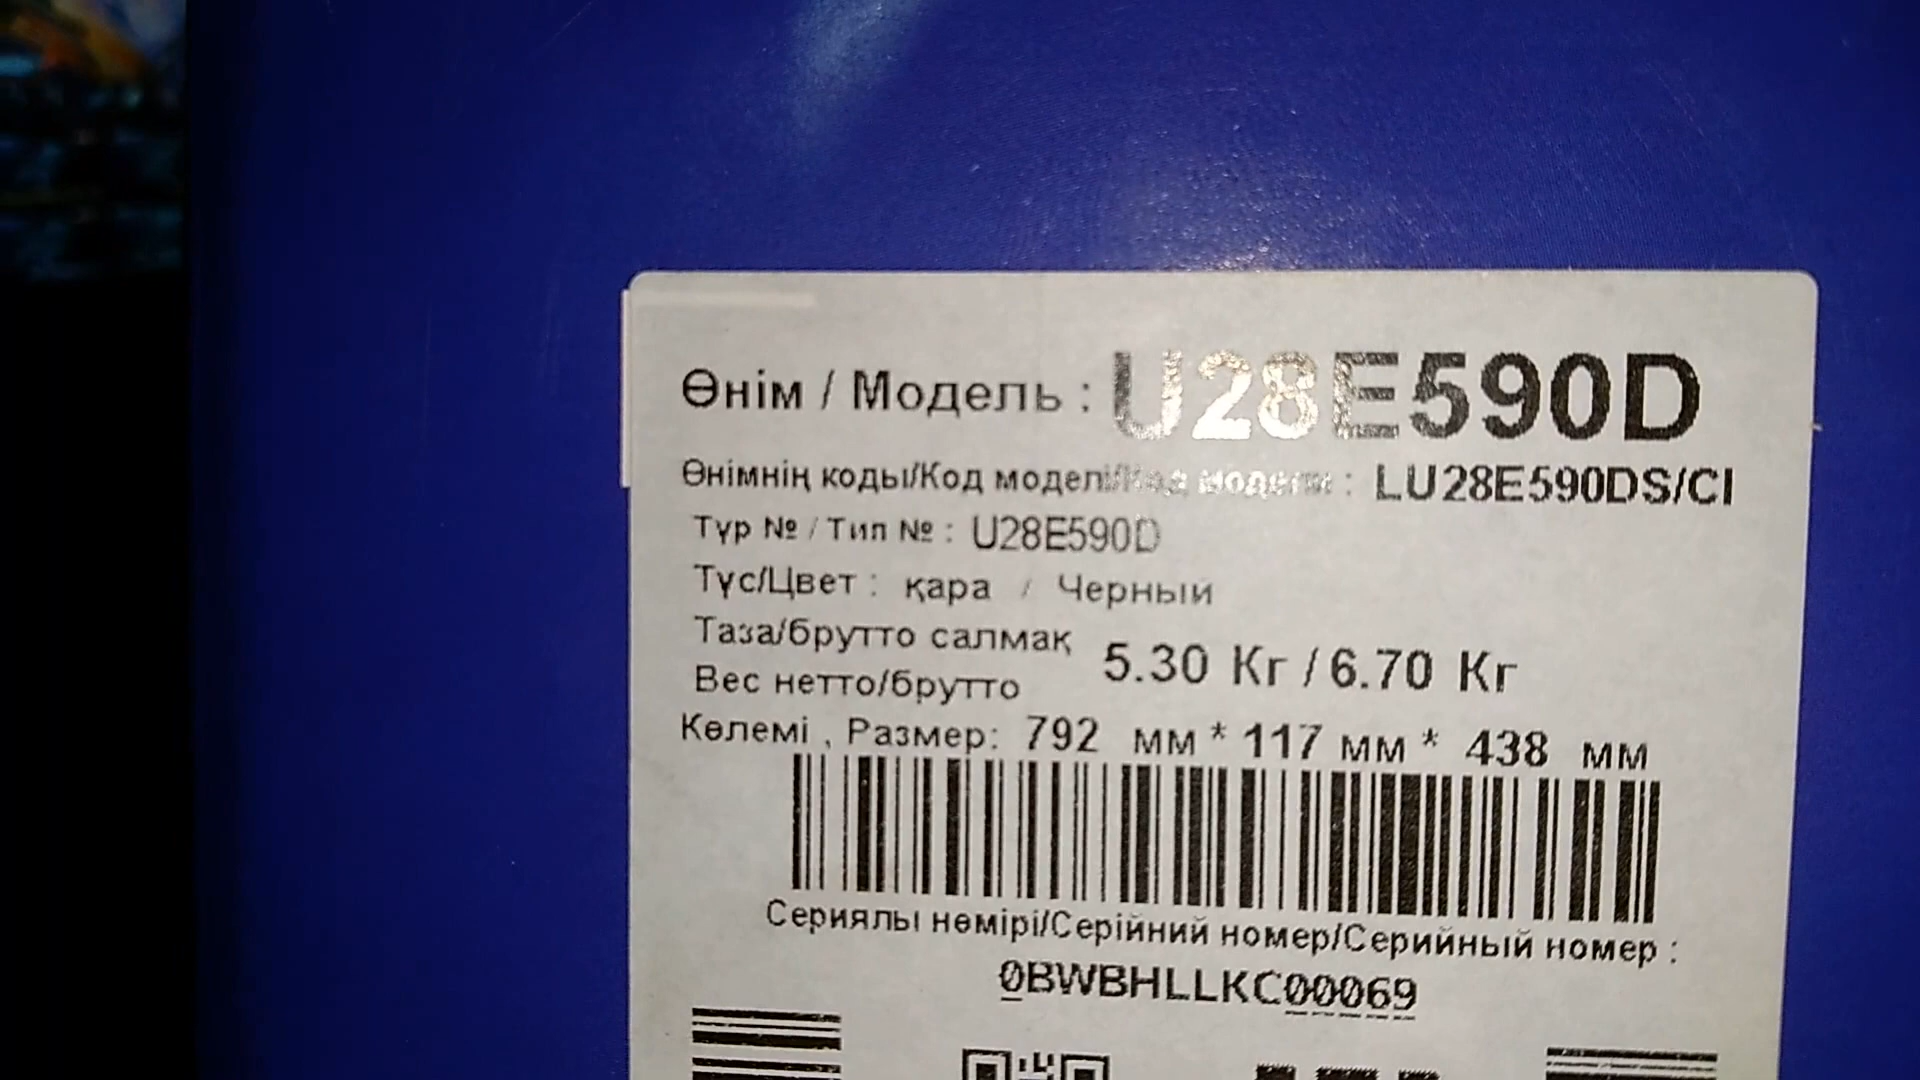 Өнім / Модель : U28E590D
Өнімнің коды/Код моделі/Код модели : LU28E590DS/CI
Түр № / Тип № : U28E590D
Түс/Цвет : қара / Черный
Таза/брутто салмақ
Вес нетто/брутто 5.30 Кг / 6.70 Кг
Көлемі , Размер: 792 мм * 117 мм * 438 мм
Сериялы нөмірі/Серійний номер/Серийный номер :
0BWBHLLKC00069